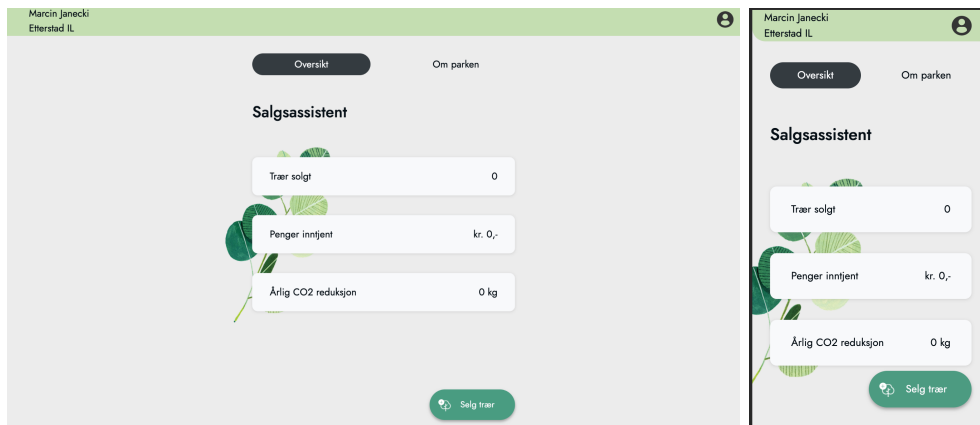 Marcin Janecki
Etterstad IL
Oversikt
Om parken
Salgsassistent
Trær solgt
0
Penger inntjent
kr. 0,-
Årlig CO2 reduksjon
0 kg
Selg trær
Marcin Janecki
Etterstad IL
Oversikt
Om parken
Salgsassistent
Trær solgt
0
Penger inntjent
kr. 0,-
Årlig CO2 reduksjon
0 kg
Selg trær